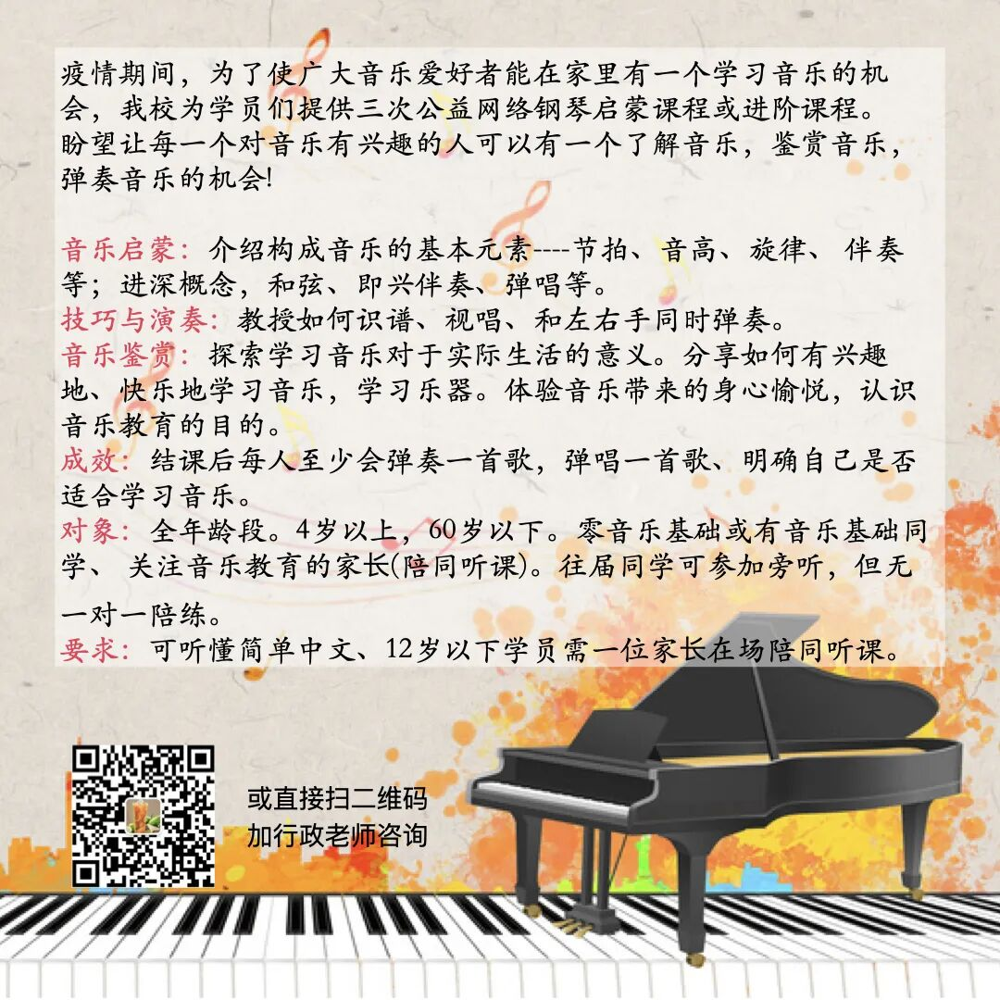 疫情期间，为了使广大音乐爱好者能在家里有一个学习音乐的机
会，我校为学员们提供三次公益网络钢琴启蒙课程或进阶课程。
盼望让每一个对音乐有兴趣的人可以有一个了解音乐，鉴赏音乐，
弹奏音乐的机会!
音乐启蒙：介绍构成音乐的基本元素----节拍、音高、旋律、 伴奏
等；进深概念，和弦、即兴伴奏、弹唱等。
技巧与演奏：教授如何识谱、视唱、和左右手同时弹奏。
音乐鉴赏：探索学习音乐对于实际生活的意义。分享如何有兴趣
地、快乐地学习音乐，学习乐器。体验音乐带来的身心愉悦，认识
音乐教育的目的。
成效：结课后每人至少会弹奏一首歌，弹唱一首歌、明确自己是否
适合学习音乐。
对象：全年龄段。4岁以上，60岁以下。零音乐基础或有音乐基础同
学、 关注音乐教育的家长(陪同听课)。往届同学可参加旁听，但无
一对一陪练。
要求：可听懂简单中文、12岁以下学员需一位家长在场陪同听课。
或直接扫二维码
加行政老师咨询